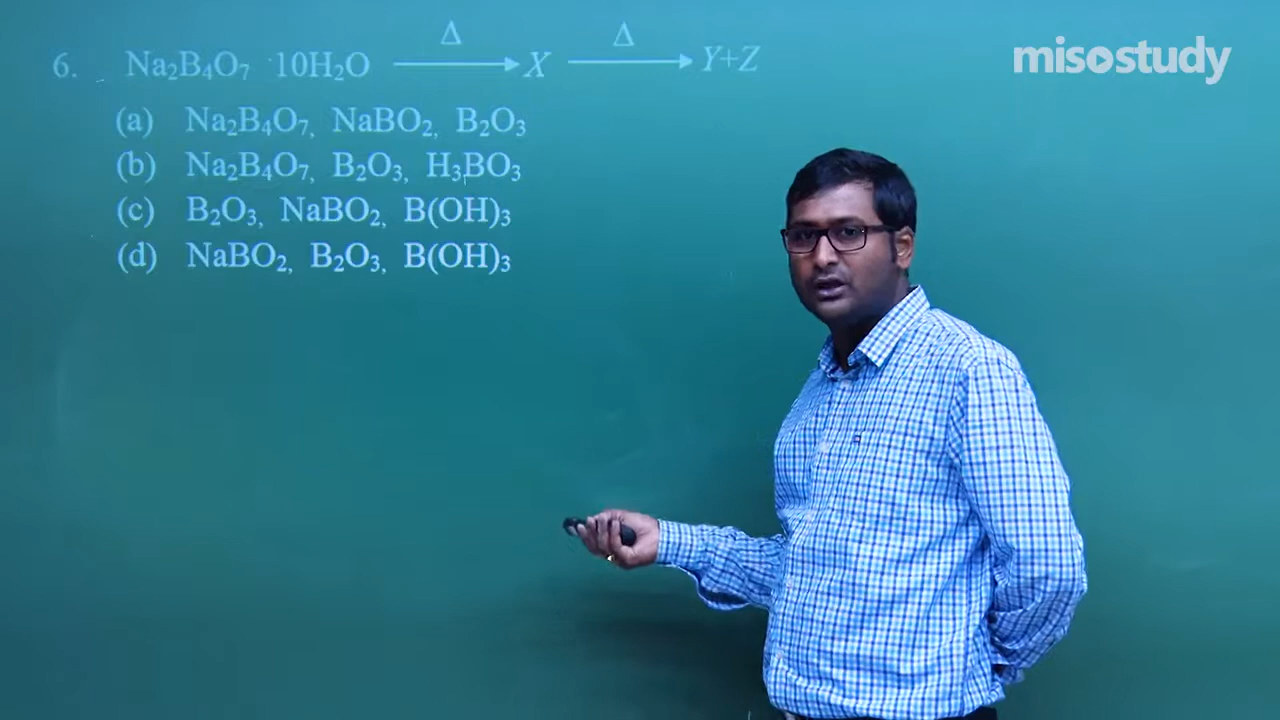 misostudy
6. Na₂B₄O₇ 10H₂O —Δ→ X —Δ→ Y+Z
(a) Na₂B₄O₇, NaBO₂, B₂O₃
(b) Na₂B₄O₇, B₂O₃, H₃BO₃
(c) B₂O₃, NaBO₂, B(OH)₃
(d) NaBO₂, B₂O₃, B(OH)₃